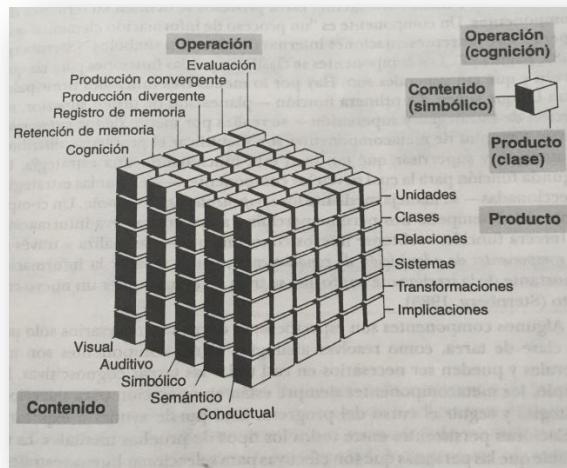 Operación
Evaluación
Producción convergente
Producción divergente
Registro de memoria
Retención de memoria
Cognición
Operación
(cognición)
Contenido
(simbólico)
Producto
(clase)
Unidades
Clases
Relaciones
Sistemas
Transformaciones
Implicaciones
Producto
Visual
Auditivo
Simbólico
Semántico
Conductual
Contenido